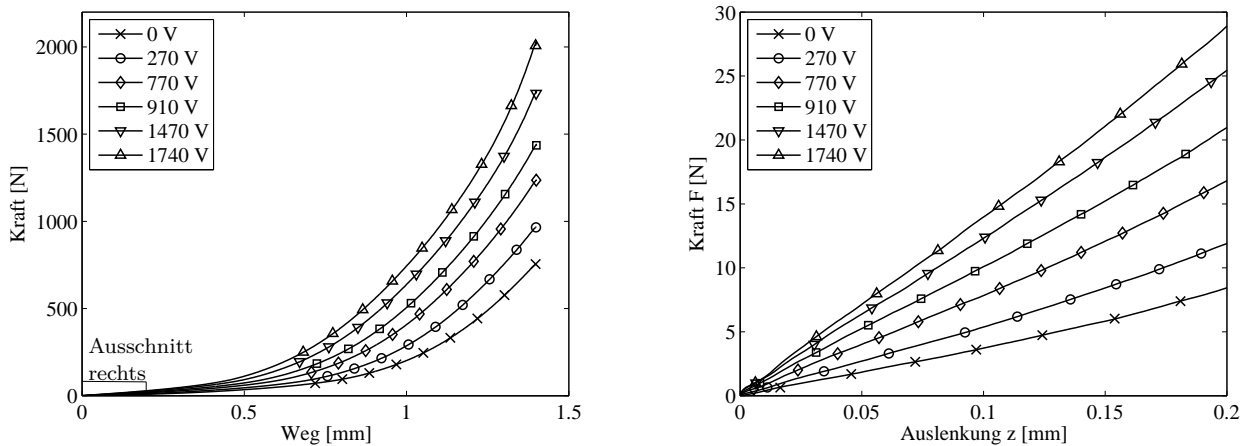 2000
1500
1000
500
0
Kraft [N]
0 V
270 V
770 V
910 V
1470 V
1740 V
Ausschnitt
rechts
0
0.5
1
1.5
Weg [mm]
30
25
20
15
10
5
0
Kraft F [N]
0 V
270 V
770 V
910 V
1470 V
1740 V
0
0.05
0.1
0.15
0.2
Auslenkung z [mm]